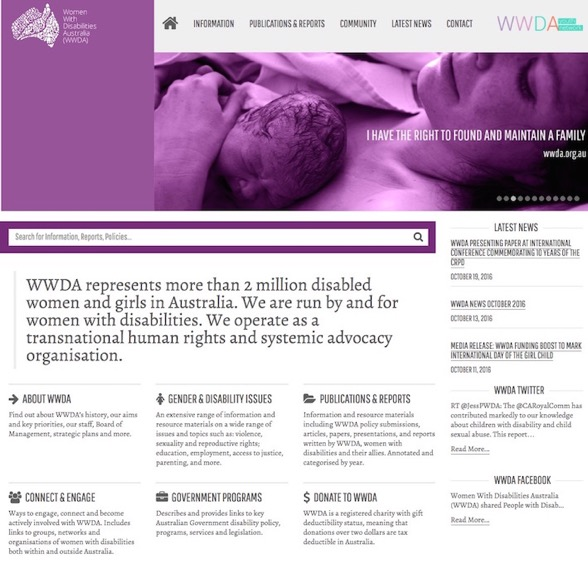 Women
With
Disabilities
Australia
(WWDA)
INFORMATION
PUBLICATIONS & REPORTS
COMMUNITY
LATEST NEWS
CONTACT
WWDA
I HAVE THE RIGHT TO FOUND AND MAINTAIN A FAMILY
wwda.org.au
Search for Information, Reports, Policies...
WWDA represents more than 2 million disabled
women and girls in Australia. We are run by and for
women with disabilities. We operate as a
transnational human rights and systemic advocacy
organisation.
ABOUT WWDA
Find out about WWDA's history, our aims
and key priorities, our staff, Board of
Management, strategic plans and more.
GENDER & DISABILITY ISSUES
An extensive range of information and
resource materials on a wide range of
issues and topics such as: violence,
sexuality and reproductive rights;
education, employment, access to justice,
parenting, and more.
PUBLICATIONS & REPORTS
Information and resource materials
including WWDA policy submissions,
articles, papers, presentations, and reports
written by WWDA, women with
disabilities and their allies. Annotated and
categorised by year.
CONNECT & ENGAGE
Ways to engage, connect and become
actively involved with WWDA. Includes
links to groups, networks and
organisations of women with disabilities
both within and outside Australia.
GOVERNMENT PROGRAMS
Describes and provides links to key
Australian Government disability policy,
programs, services and legislation.
$ DONATE TO WWDA
WWDA is a registered charity with gift
deductibility status, meaning that
donations over two dollars are tax
deductible in Australia.
LATEST NEWS
WWDA PRESENTING PAPER AT INTERNATIONAL
CONFERENCE COMMEMORATING 10 YEARS OF THE
CRPD
OCTOBER 19, 2016
WWDA NEWS OCTOBER 2016
OCTOBER 13, 2016
MEDIA RELEASE: WWDA FUNDING BOOST TO MARK
INTERNATIONAL DAY OF THE GIRL CHILD
OCTOBER 11, 2016
WWDA TWITTER
RT @JessPWDA: The @CARoyalComm has
contributed markedly to our knowledge
about children with disability and child
sexual abuse. This report...
Read More...
WWDA FACEBOOK
Women With Disabilities Australia
(WWDA) shared People with Disab...
Read More...